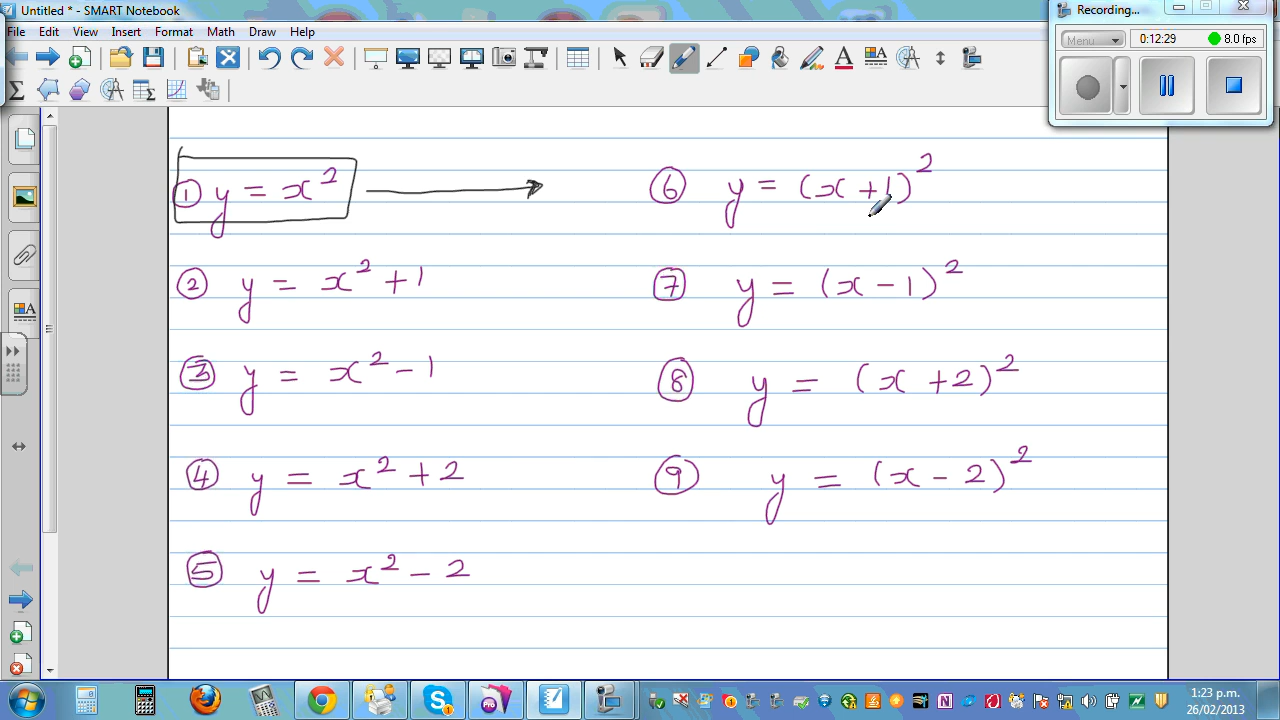 Untitled * - SMART Notebook
Recording...
File Edit View Insert Format Math Draw Help
Menu
0:12:29
8.0 fps
① y = x²
② y = x² + 1
③ y = x² - 1
④ y = x² + 2
⑤ y = x² - 2
⑥ y = (x + 1)²
⑦ y = (x - 1)²
⑧ y = (x + 2)²
⑨ y = (x - 2)²
1:23 p.m.
26/02/2013